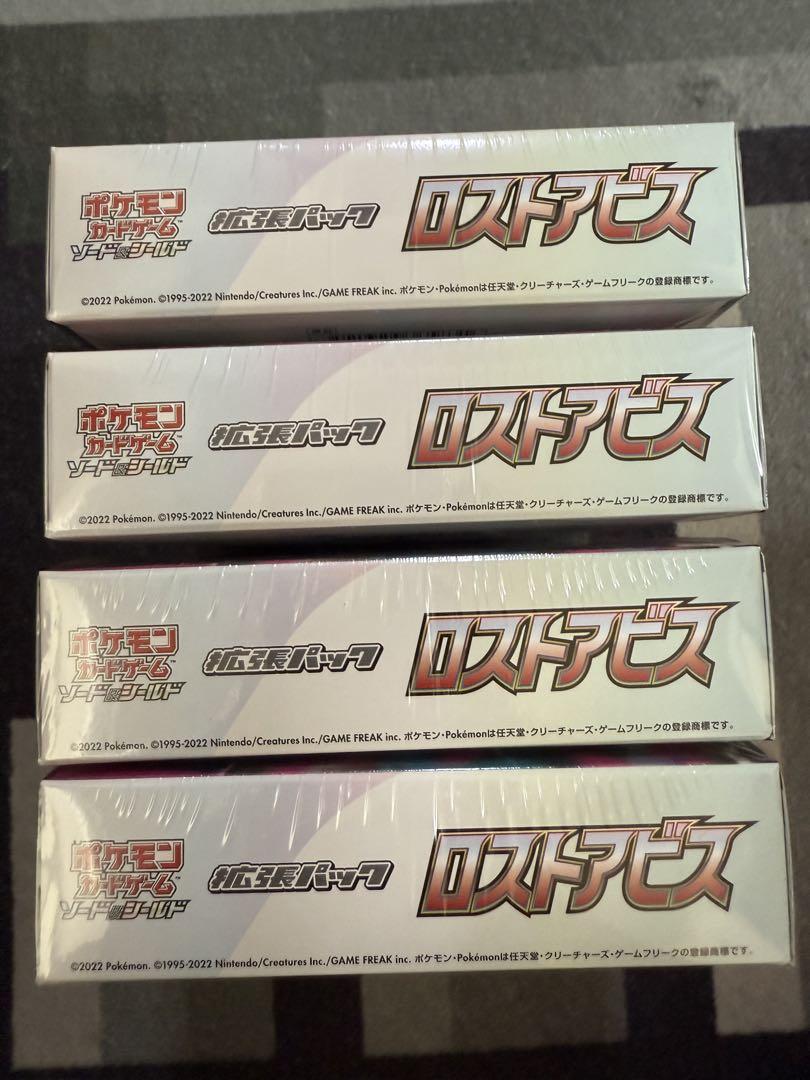 ポケモン
カードゲーム™
ソード&シールド
拡張パック
ロストアビス
©2022 Pokémon. ©1995-2022 Nintendo/Creatures Inc./GAME FREAK inc. ポケモン・Pokémonは任天堂・クリーチャーズ・ゲームフリークの登録商標です。
ポケモン
カードゲーム™
ソード&シールド
拡張パック
ロストアビス
©2022 Pokémon. ©1995-2022 Nintendo/Creatures Inc./GAME FREAK inc. ポケモン・Pokémonは任天堂・クリーチャーズ・ゲームフリークの登録商標です。
ポケモン
カードゲーム™
ソード&シールド
拡張パック
ロストアビス
©2022 Pokémon. ©1995-2022 Nintendo/Creatures Inc./GAME FREAK inc. ポケモン・Pokémonは任天堂・クリーチャーズ・ゲームフリークの登録商標です。
ポケモン
カードゲーム™
ソード&シールド
拡張パック
ロストアビス
©2022 Pokémon. ©1995-2022 Nintendo/Creatures Inc./GAME FREAK inc. ポケモン・Pokémonは任天堂・クリーチャーズ・ゲームフリークの登録商標です。